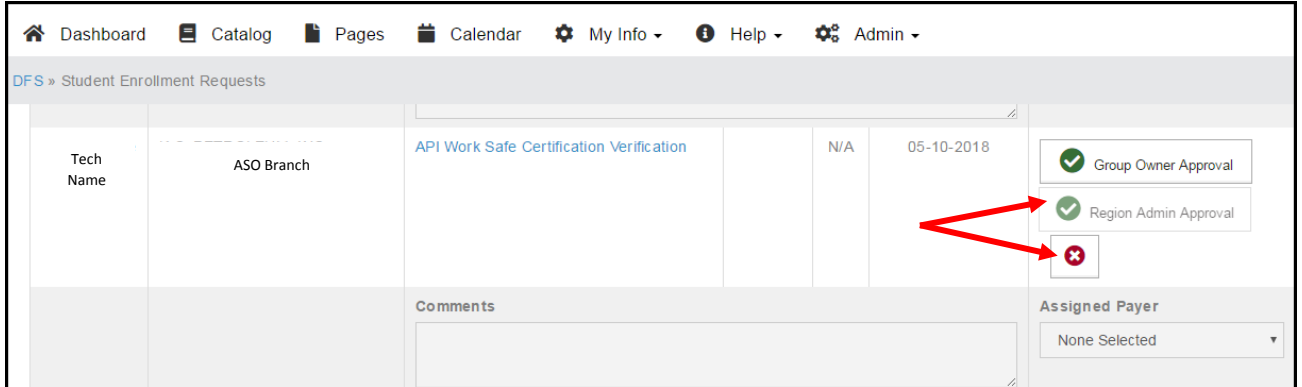 Dashboard Catalog Pages Calendar My Info Help Admin
DFS » Student Enrollment Requests
Tech
Name
ASO Branch
API Work Safe Certification Verification
N/A
05-10-2018
Group Owner Approval
Region Admin Approval
Comments
Assigned Payer
None Selected